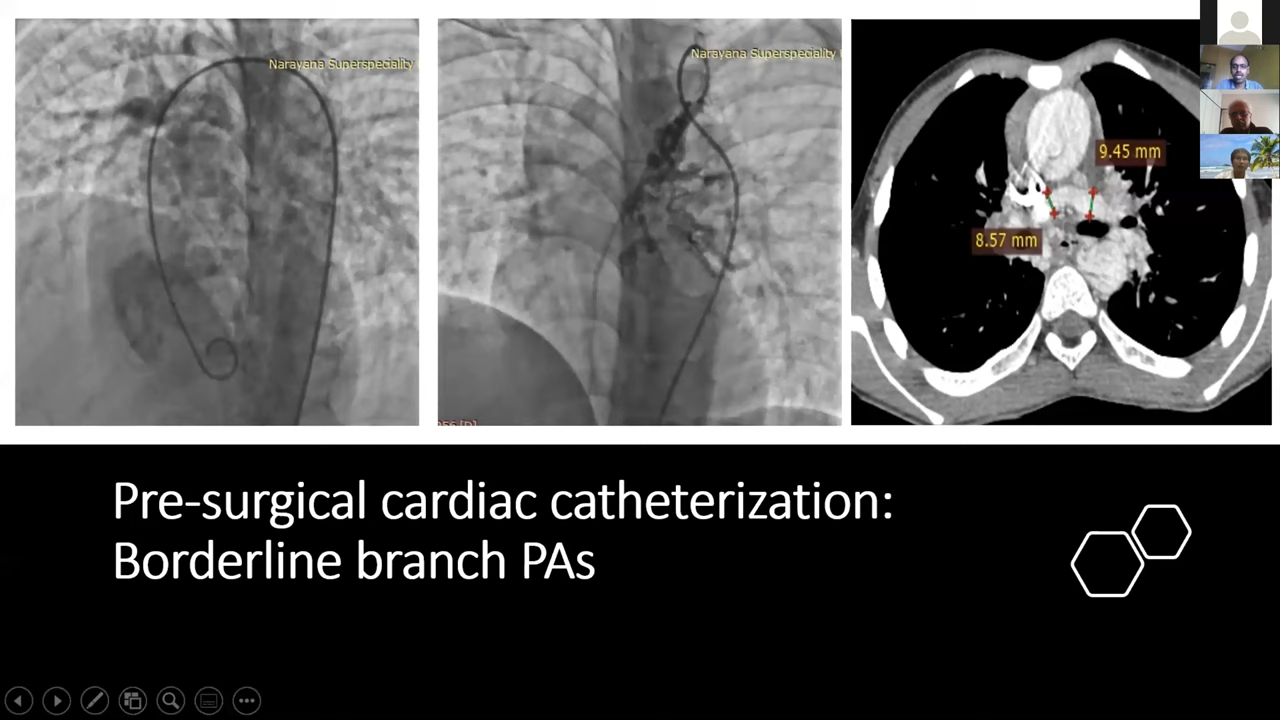 Narayana Superspeciality
Narayana Superspeciality
9.45 mm
8.57 mm
Pre-surgical cardiac catheterization:
Borderline branch PAs